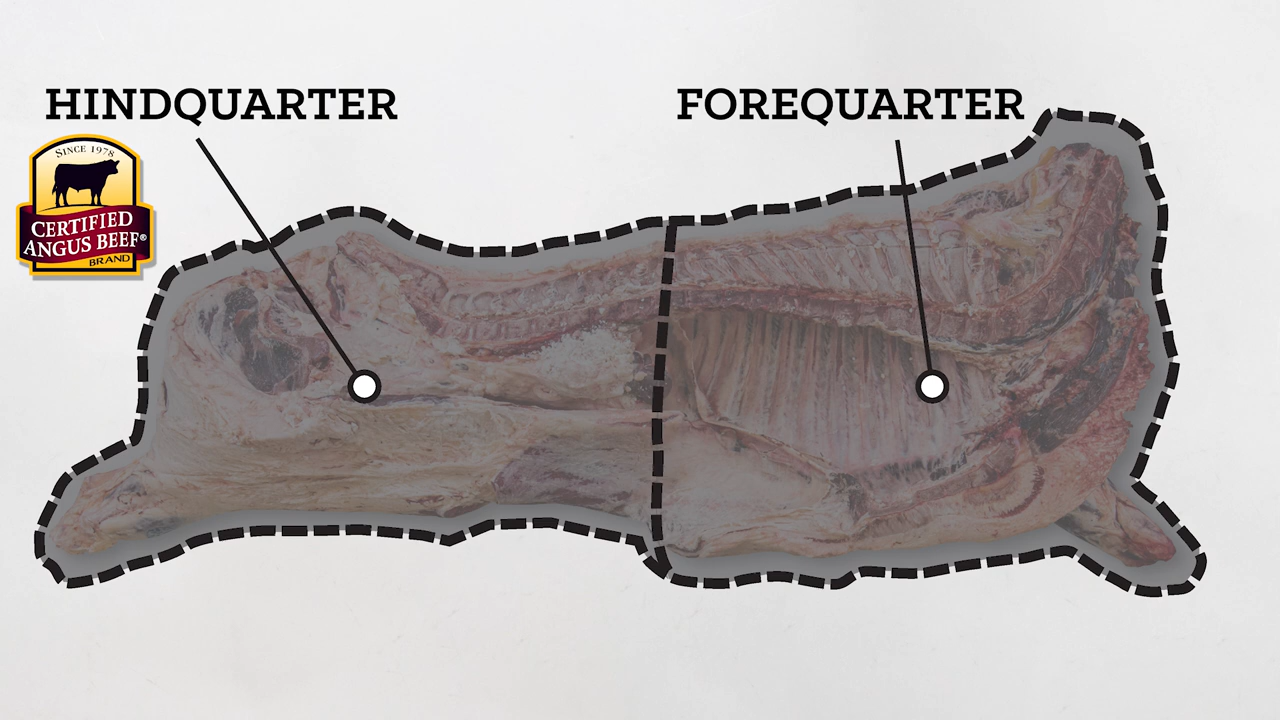 HINDQUARTER
FOREQUARTER
SINCE 1978
CERTIFIED
ANGUS BEEF®
BRAND